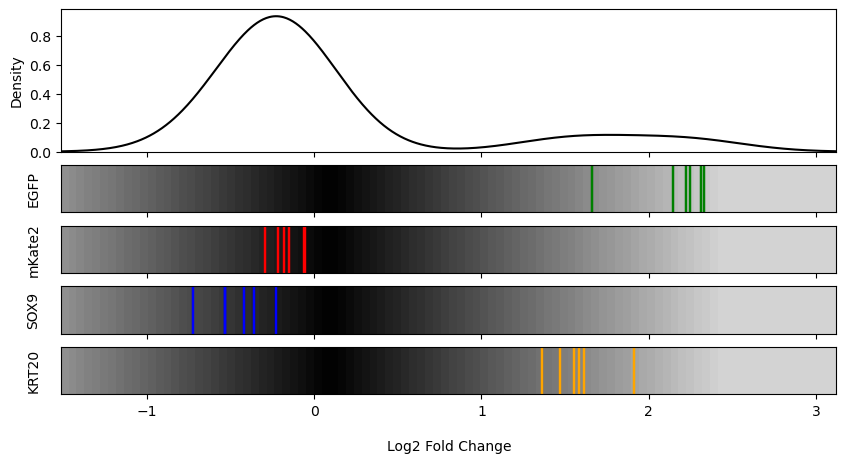 0.8
0.6
0.4
0.2
0.0
Density
EGFP
mKate2
SOX9
KRT20
−1 0 1 2 3
Log2 Fold Change